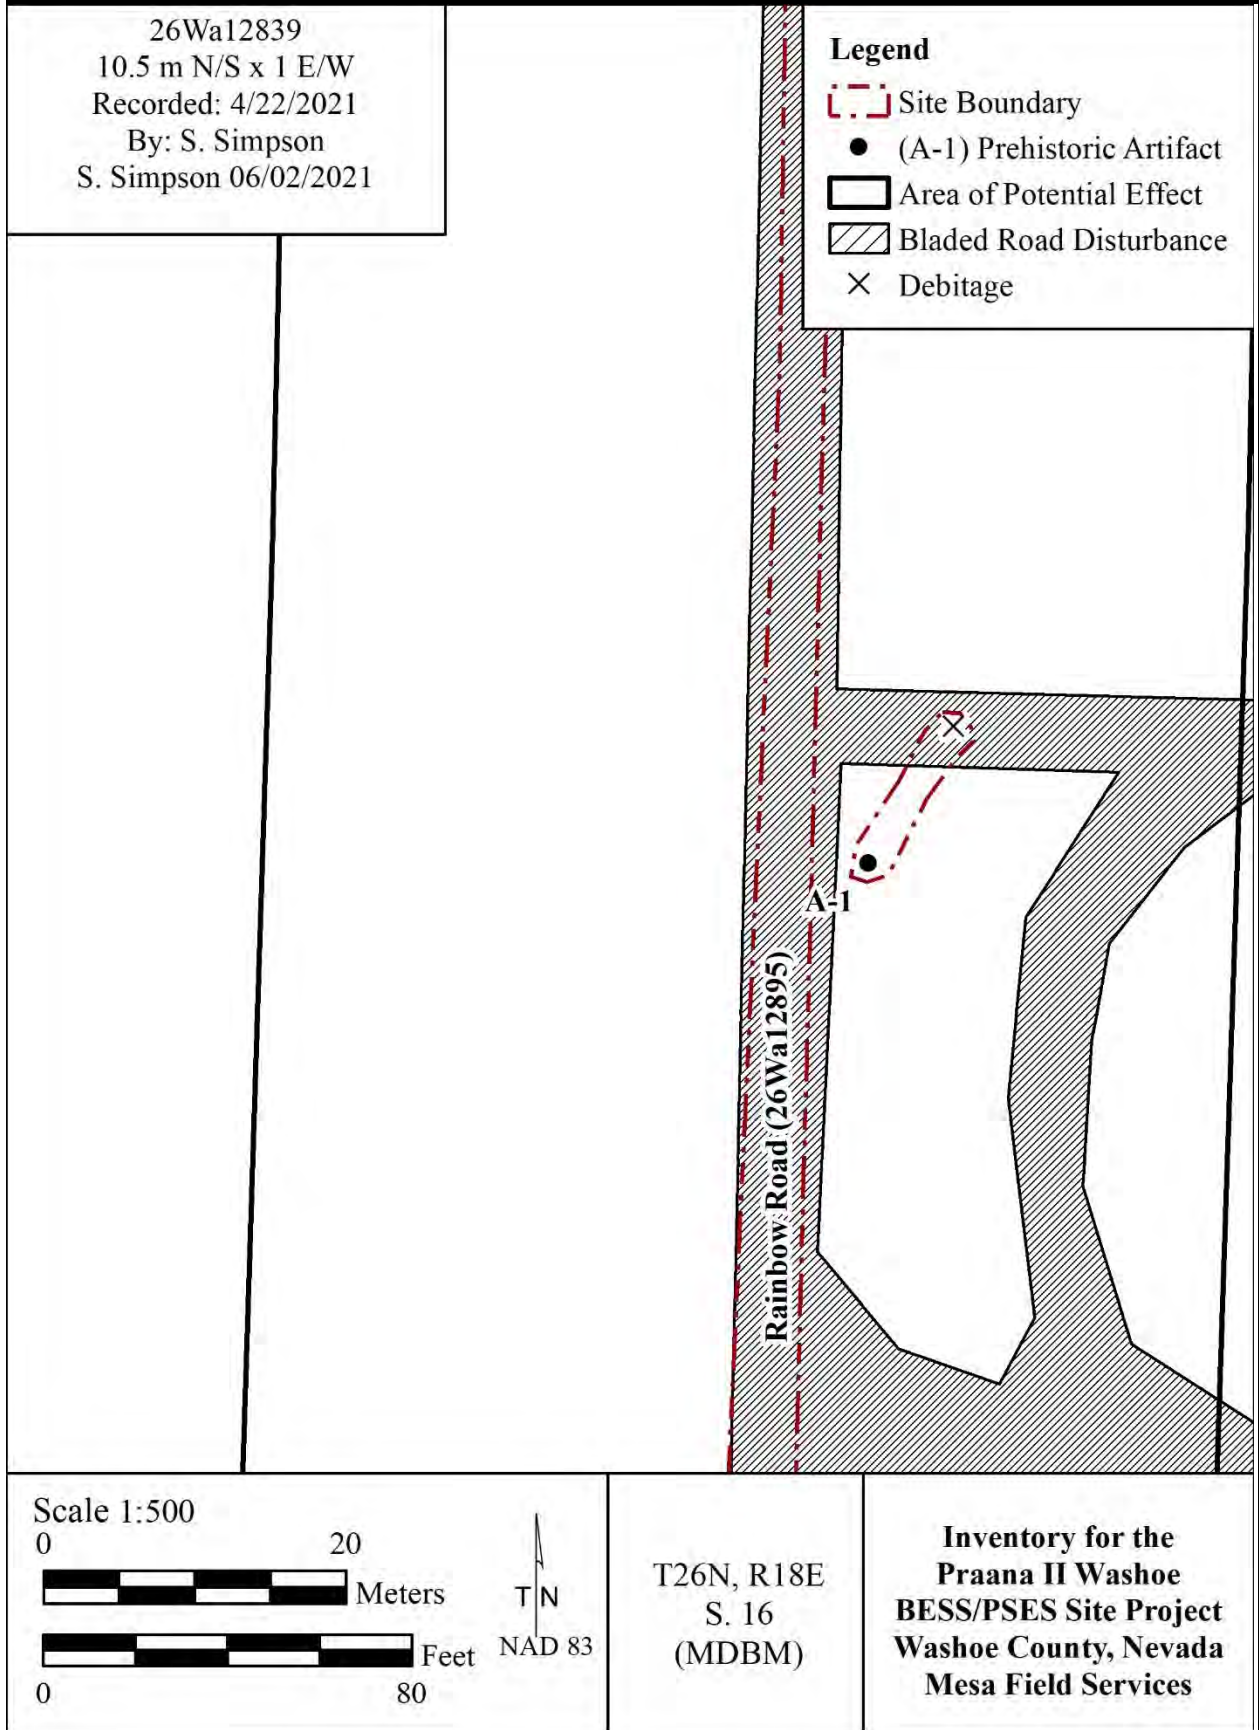 26Wa12839
10.5 m N/S x 1 E/W
Recorded: 4/22/2021
By: S. Simpson
S. Simpson 06/02/2021
Legend
Site Boundary
(A-1) Prehistoric Artifact
Area of Potential Effect
Bladed Road Disturbance
Debitage
A-1
Rainbow Road (26Wa12895)
Scale 1:500
0 20
Meters
Feet
0 80
T N
NAD 83
T26N, R18E
S. 16
(MDBM)
Inventory for the
Praana II Washoe
BESS/PSES Site Project
Washoe County, Nevada
Mesa Field Services